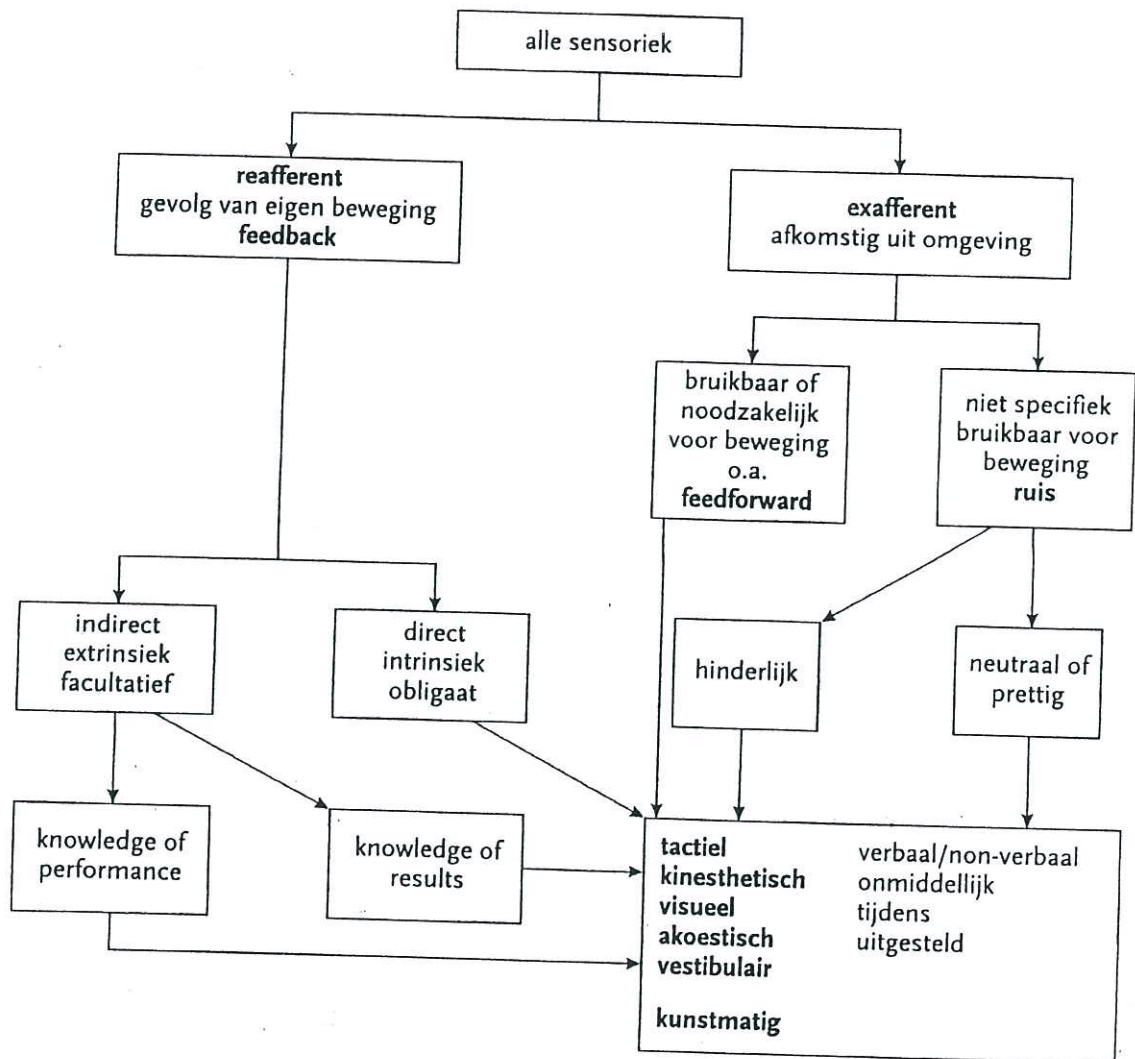 alle sensoriek
reafferent
gevolg van eigen beweging
feedback
exafferent
afkomstig uit omgeving
bruikbaar of
noodzakelijk
voor beweging
o.a.
feedforward
niet specifiek
bruikbaar voor
beweging
ruis
indirect
extrinsiek
facultatief
direct
intrinsiek
obligaat
hinderlijk
neutraal of
prettig
knowledge of
performance
knowledge of
results
tactiel
kinesthetisch
visueel
akoestisch
vestibulair
kunstmatig
verbaal/non-verbaal
onmiddellijk
tijdens
uitgesteld